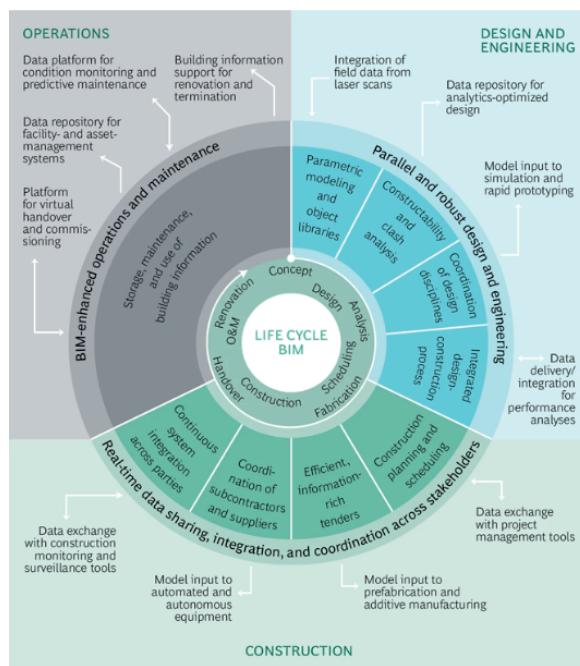 OPERATIONS
DESIGN AND
ENGINEERING
Data platform for
condition monitoring and
predictive maintenance
Building information
support for
renovation and
termination
Integration of
field data from
laser scans
Data repository for
analytics-optimized
design
Data repository for
facility- and asset-
management
systems
Model input to
simulation and
rapid prototyping
Platform
for virtual
handover
and commis-
sioning
Data
delivery/
integration for
performance
analyses
BIM-enhanced operations and maintenance
Storage, maintenance,
and use of
building information
Parallel and robust design and engineering
Parametric
modeling
and
object
libraries
Constructability
and
clash
analysis
Coordination
of design
disciplines
Integrated
design-
construction
process
Concept
Design
Analysis
Scheduling
Fabrication
Construction
Handover
O&M
Renovation
LIFE CYCLE
BIM
Continuous
system
integration
across
parties
Coordi-
nation of
subcontractors
and suppliers
Efficient,
information-
rich
tenders
Construction
planning and
scheduling
Real-time data sharing, integration, and coordination across stakeholders
Data exchange
with construction
monitoring and
surveillance tools
Data exchange
with project
management tools
Model input to
automated and
autonomous
equipment
Model input to
prefabrication and
additive manufacturing
CONSTRUCTION